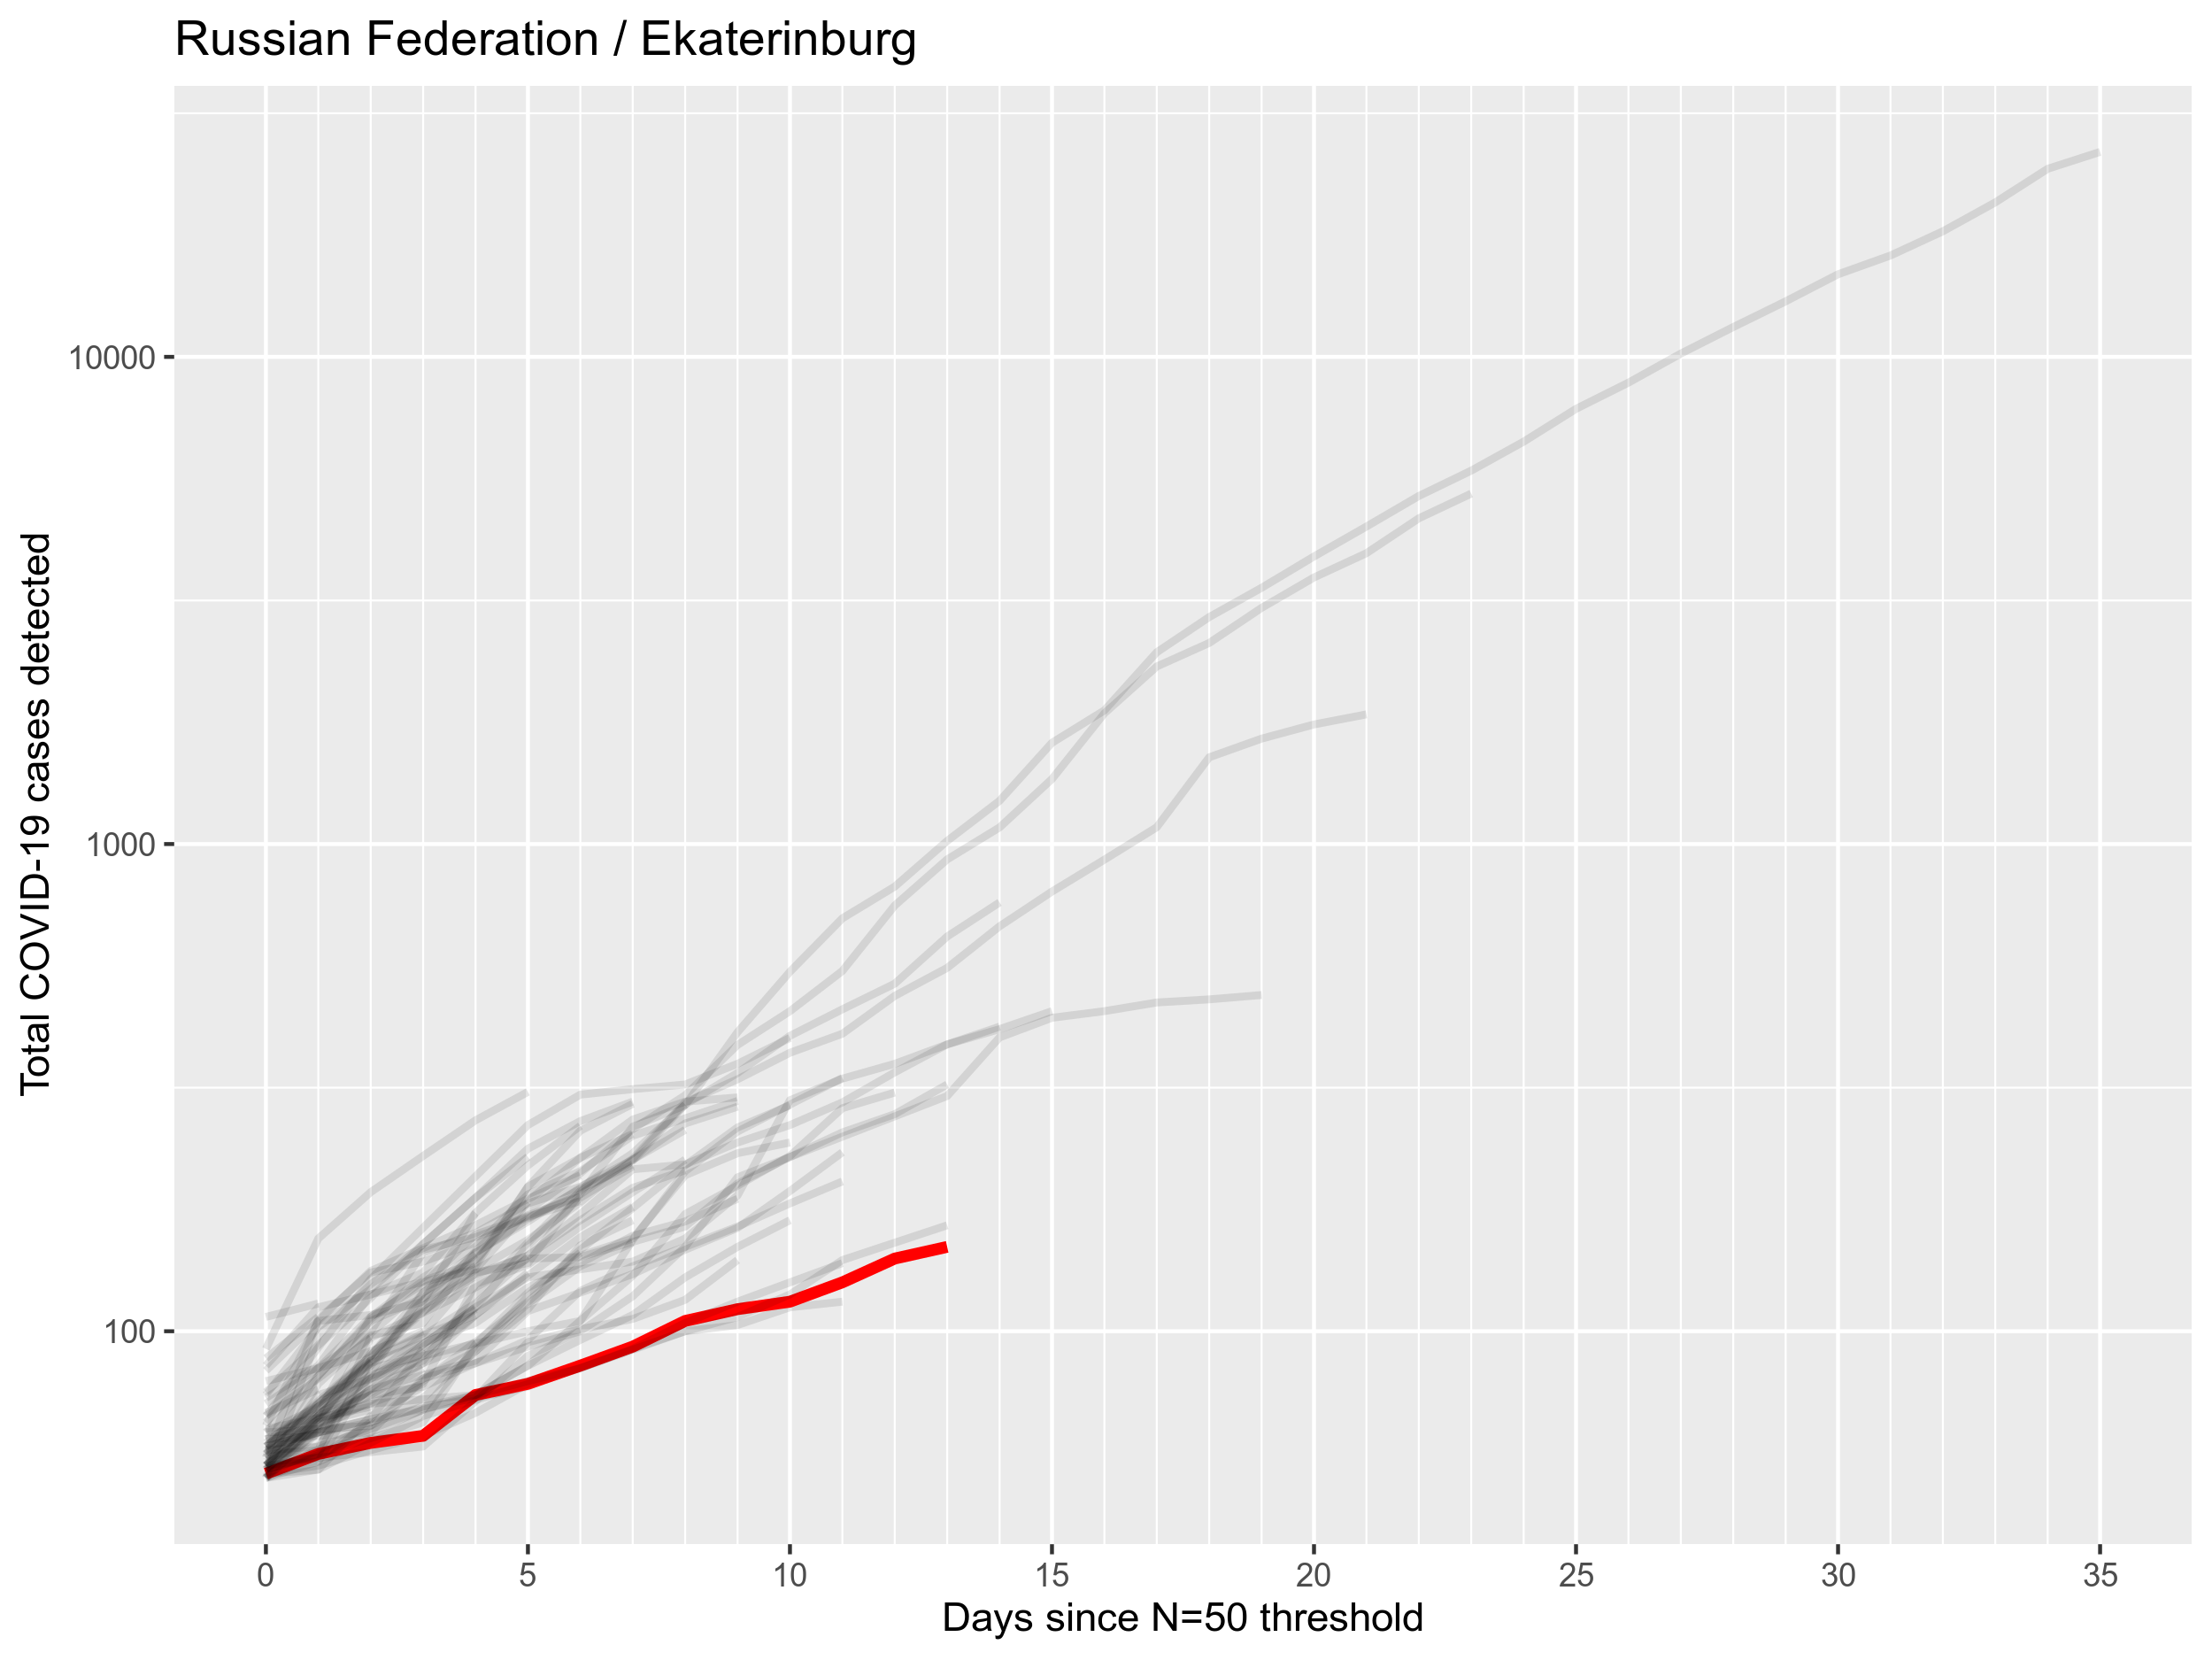 Russian Federation / Ekaterinburg
Total COVID-19 cases detected
10000
1000
100
0 5 10 15 20 25 30 35
Days since N=50 threshold